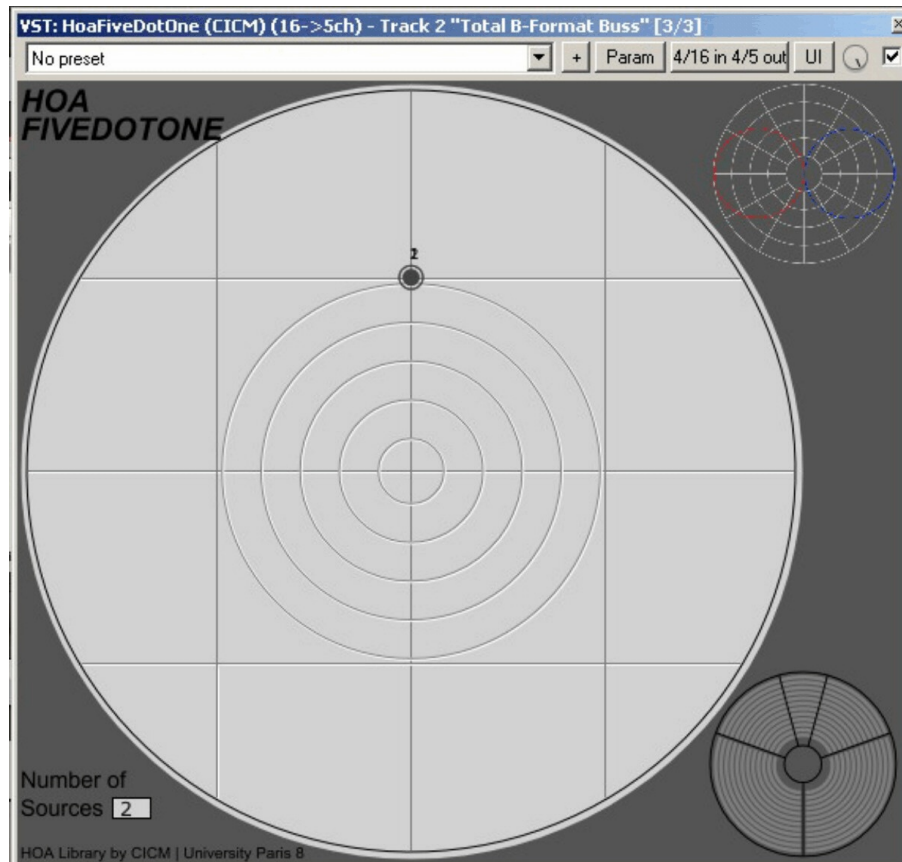 VST: HoaFiveDotOne (CICM) (16->5ch) - Track 2 "Total B-Format Buss" [3/3]
No preset + Param 4/16 in 4/5 out UI
HOA
FIVEDOTONE
Number of
Sources 2
HOA Library by CICM | University Paris 8